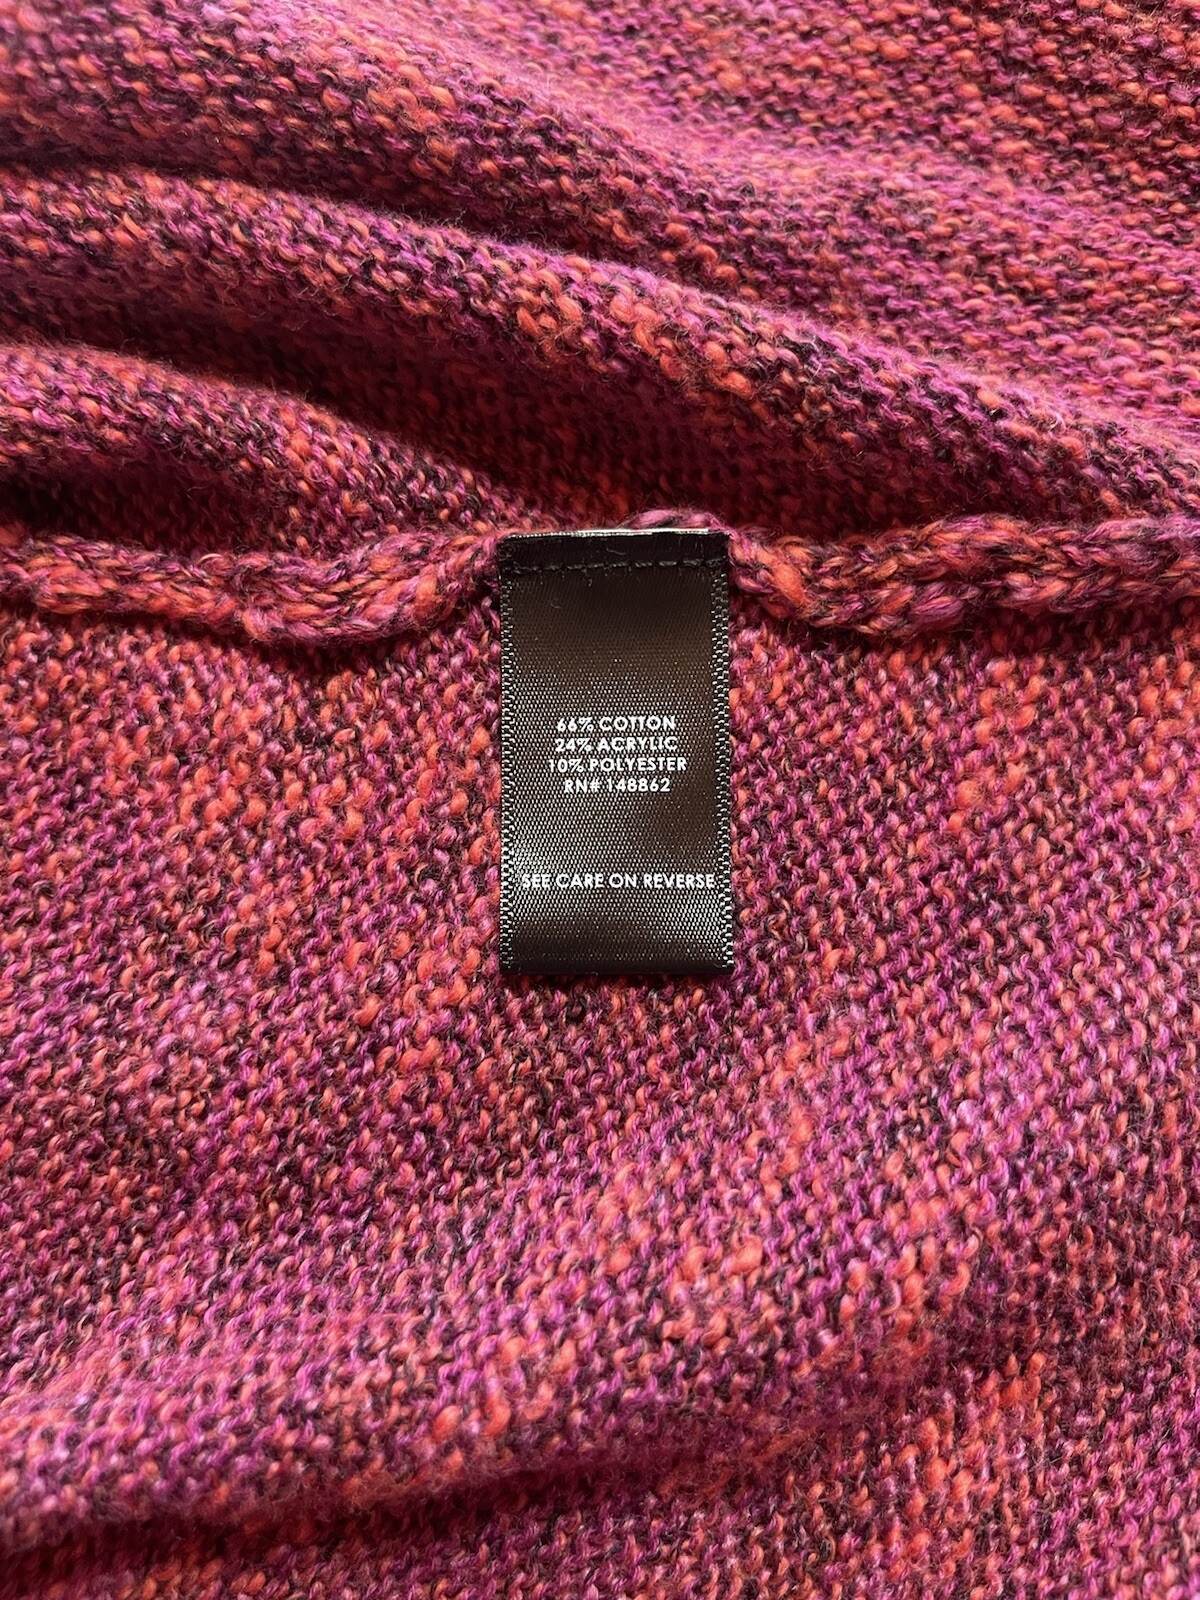 66% COTTON
24% ACRYLIC
10% POLYESTER
RN# 148862
SEE CARE ON REVERSE